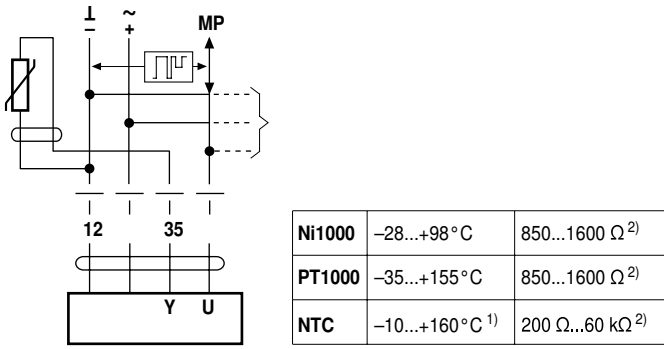 ⊥ ~ MP
– +
12 35
Y U
Ni1000 –28...+98°C 850...1600 Ω 2)
PT1000 –35...+155°C 850...1600 Ω 2)
NTC –10...+160°C 1) 200 Ω...60 kΩ 2)